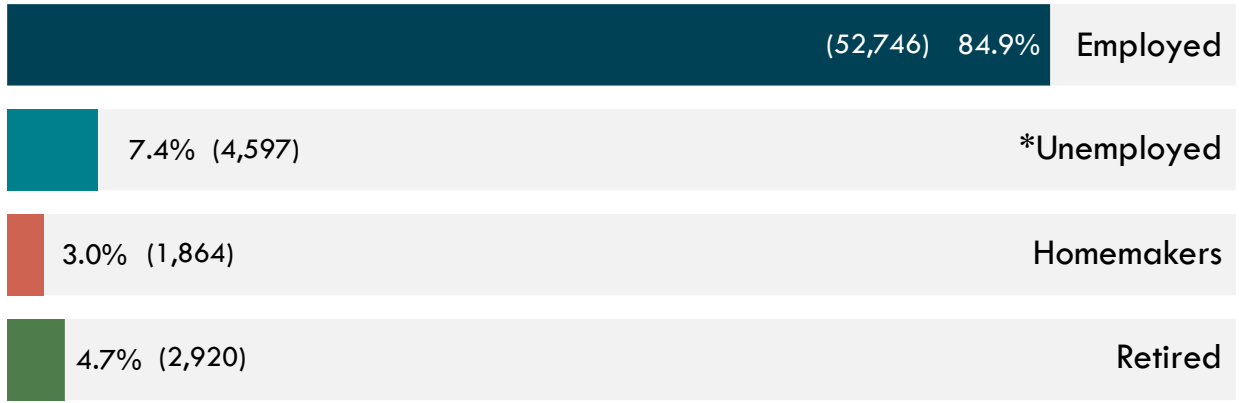 (52,746) 84.9% Employed
7.4% (4,597) *Unemployed
3.0% (1,864) Homemakers
4.7% (2,920) Retired